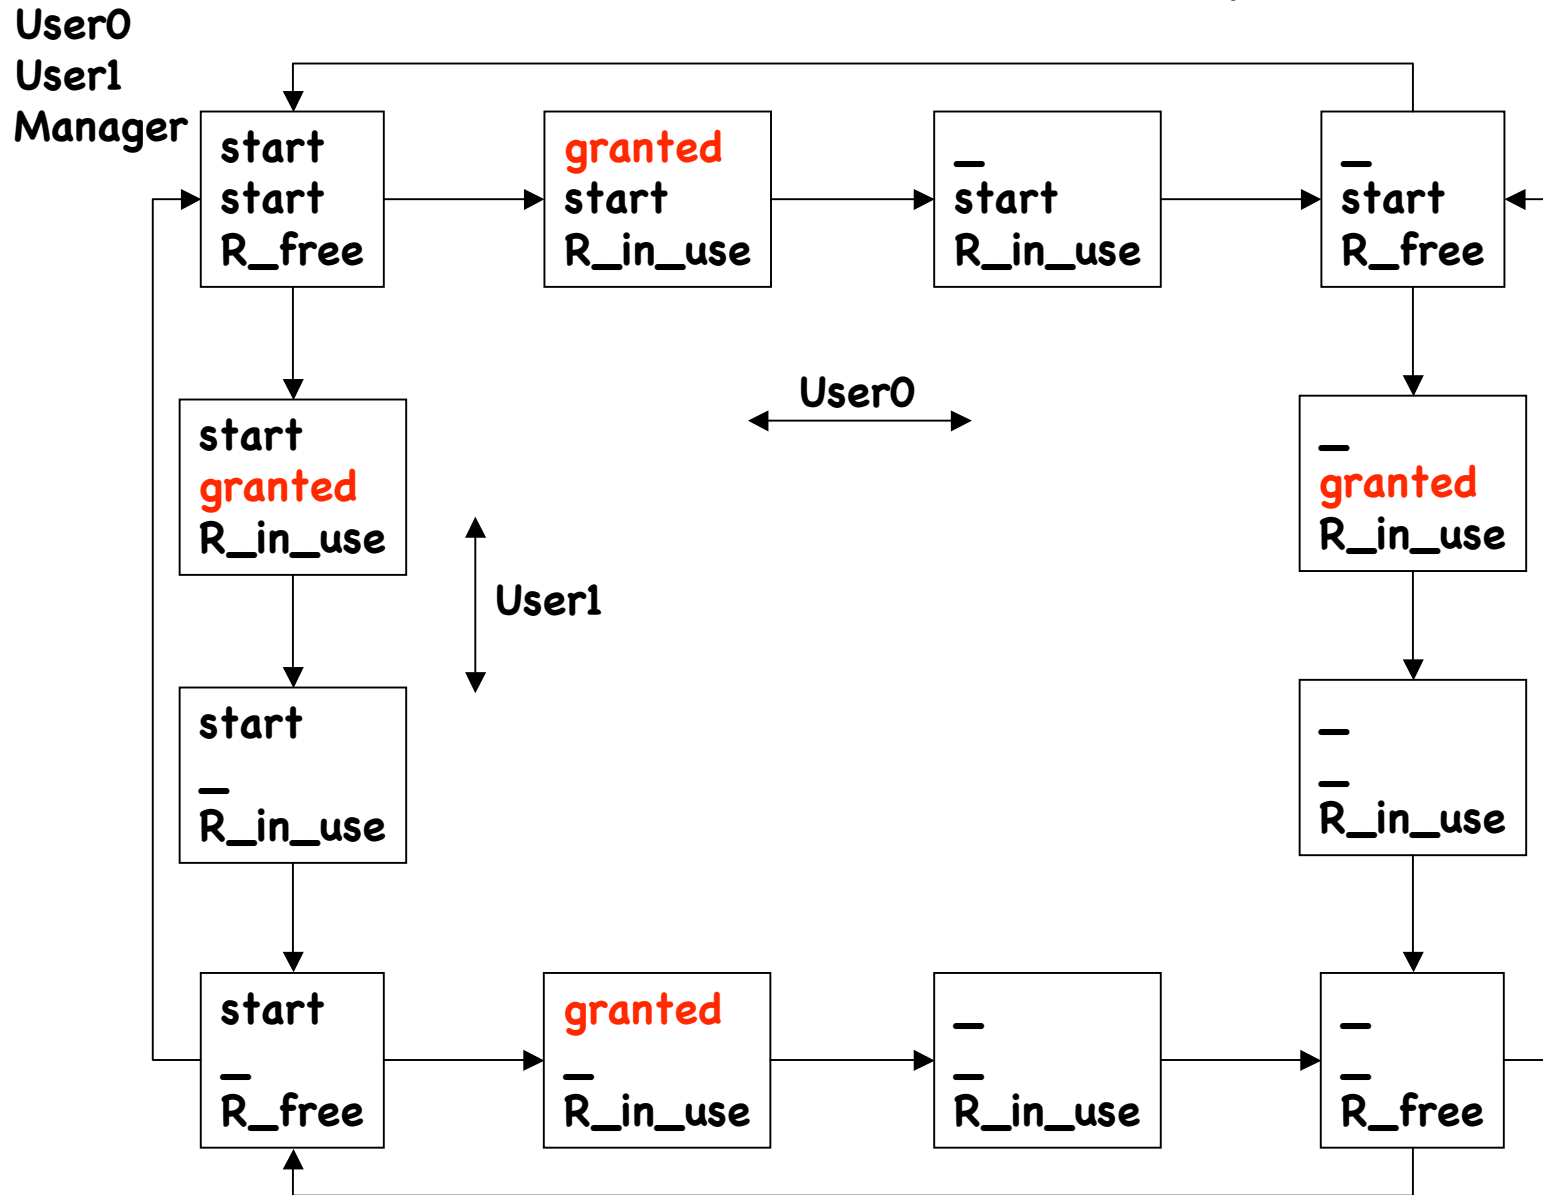 User0
User1
Manager
start
start
R_free
granted
start
R_in_use
_
start
R_in_use
_
start
R_free
User0
start
granted
R_in_use
_
granted
R_in_use
User1
start
_
R_in_use
_
_
R_in_use
start
_
R_free
granted
_
R_in_use
_
_
R_in_use
_
_
R_free